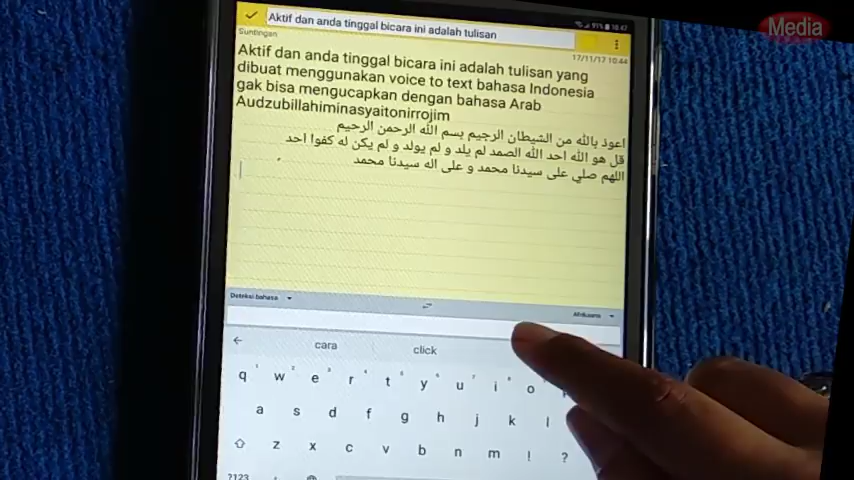 Media
Aktif dan anda tinggal bicara ini adalah tulisan
91% 10:47
Suntingan
17/11/17 10:44
Aktif dan anda tinggal bicara ini adalah tulisan yang
dibuat menggunakan voice to text bahasa Indonesia
gak bisa mengucapkan dengan bahasa Arab
Audzubillahiminasyaitonirrojim
اعوذ بالله من الشيطان الرجيم بسم الله الرحمن الرحيم
قل هو الله احد الله الصمد لم يلد و لم يولد و لم يكن له كفوا احد
اللهم صلي على سيدنا محمد و على اله سيدنا محمد
Deteksi bahasa
Afrikaans
cara click
q w e r t y u i o
a s d f g h j k l
z x c v b n m ! ?
?123